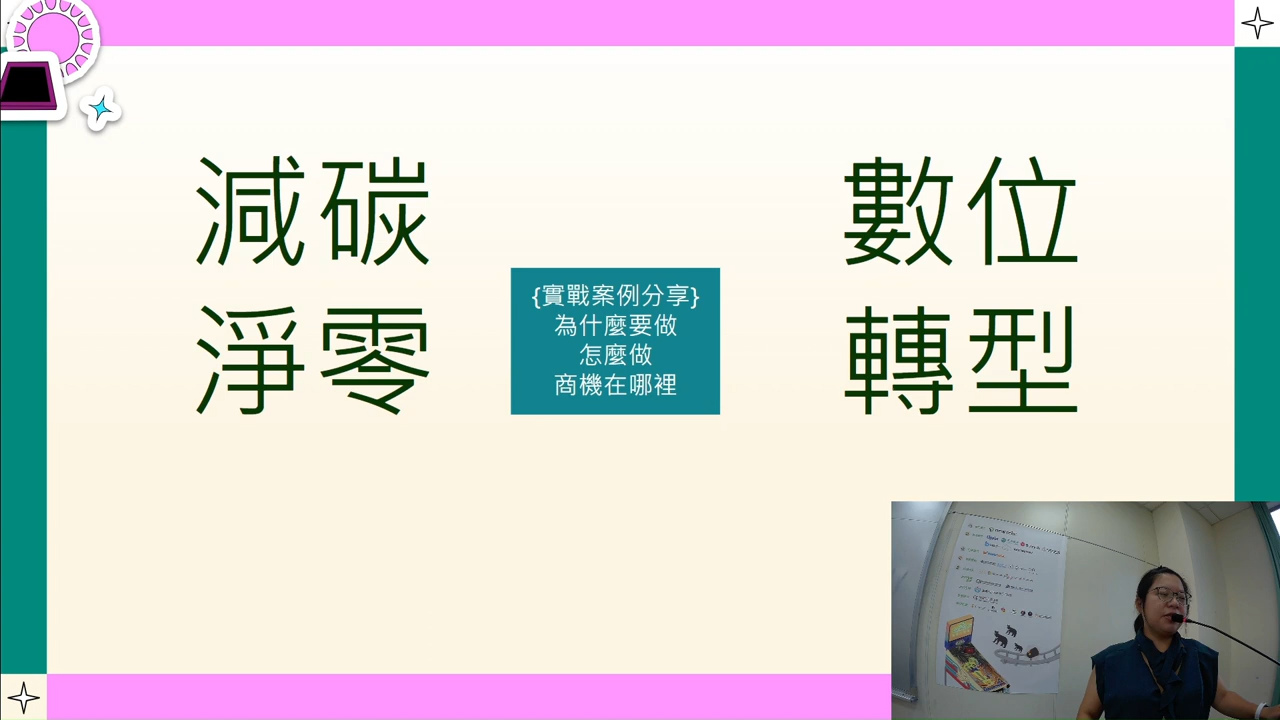 減碳
淨零
{實戰案例分享}
為什麼要做
怎麼做
商機在哪裡
數位
轉型